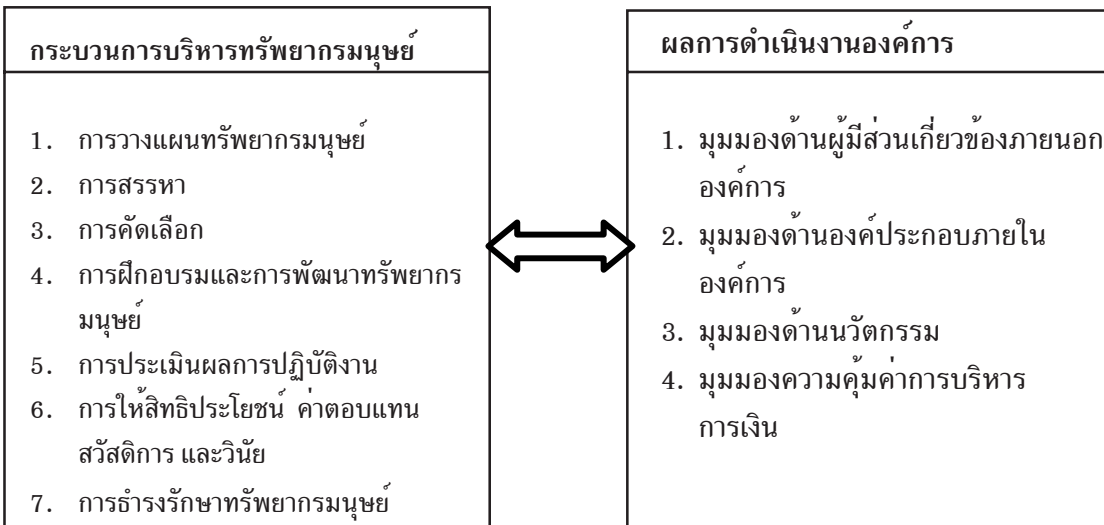 กระบวนการบริหารทรัพยากรมนุษย์
1. การวางแผนทรัพยากรมนุษย์
2. การสรรหา
3. การคัดเลือก
4. การฝึกอบรมและการพัฒนาทรัพยากร
มนุษย์
5. การประเมินผลการปฏิบัติงาน
6. การให้สิทธิประโยชน์ ค่าตอบแทน
สวัสดิการ และวินัย
7. การธำรงรักษาทรัพยากรมนุษย์
ผลการดำเนินงานองค์การ
1. มุมมองด้านผู้มีส่วนเกี่ยวข้องภายนอก
องค์การ
2. มุมมองด้านองค์ประกอบภายใน
องค์การ
3. มุมมองด้านนวัตกรรม
4. มุมมองความคุ้มค่าการบริหาร
การเงิน